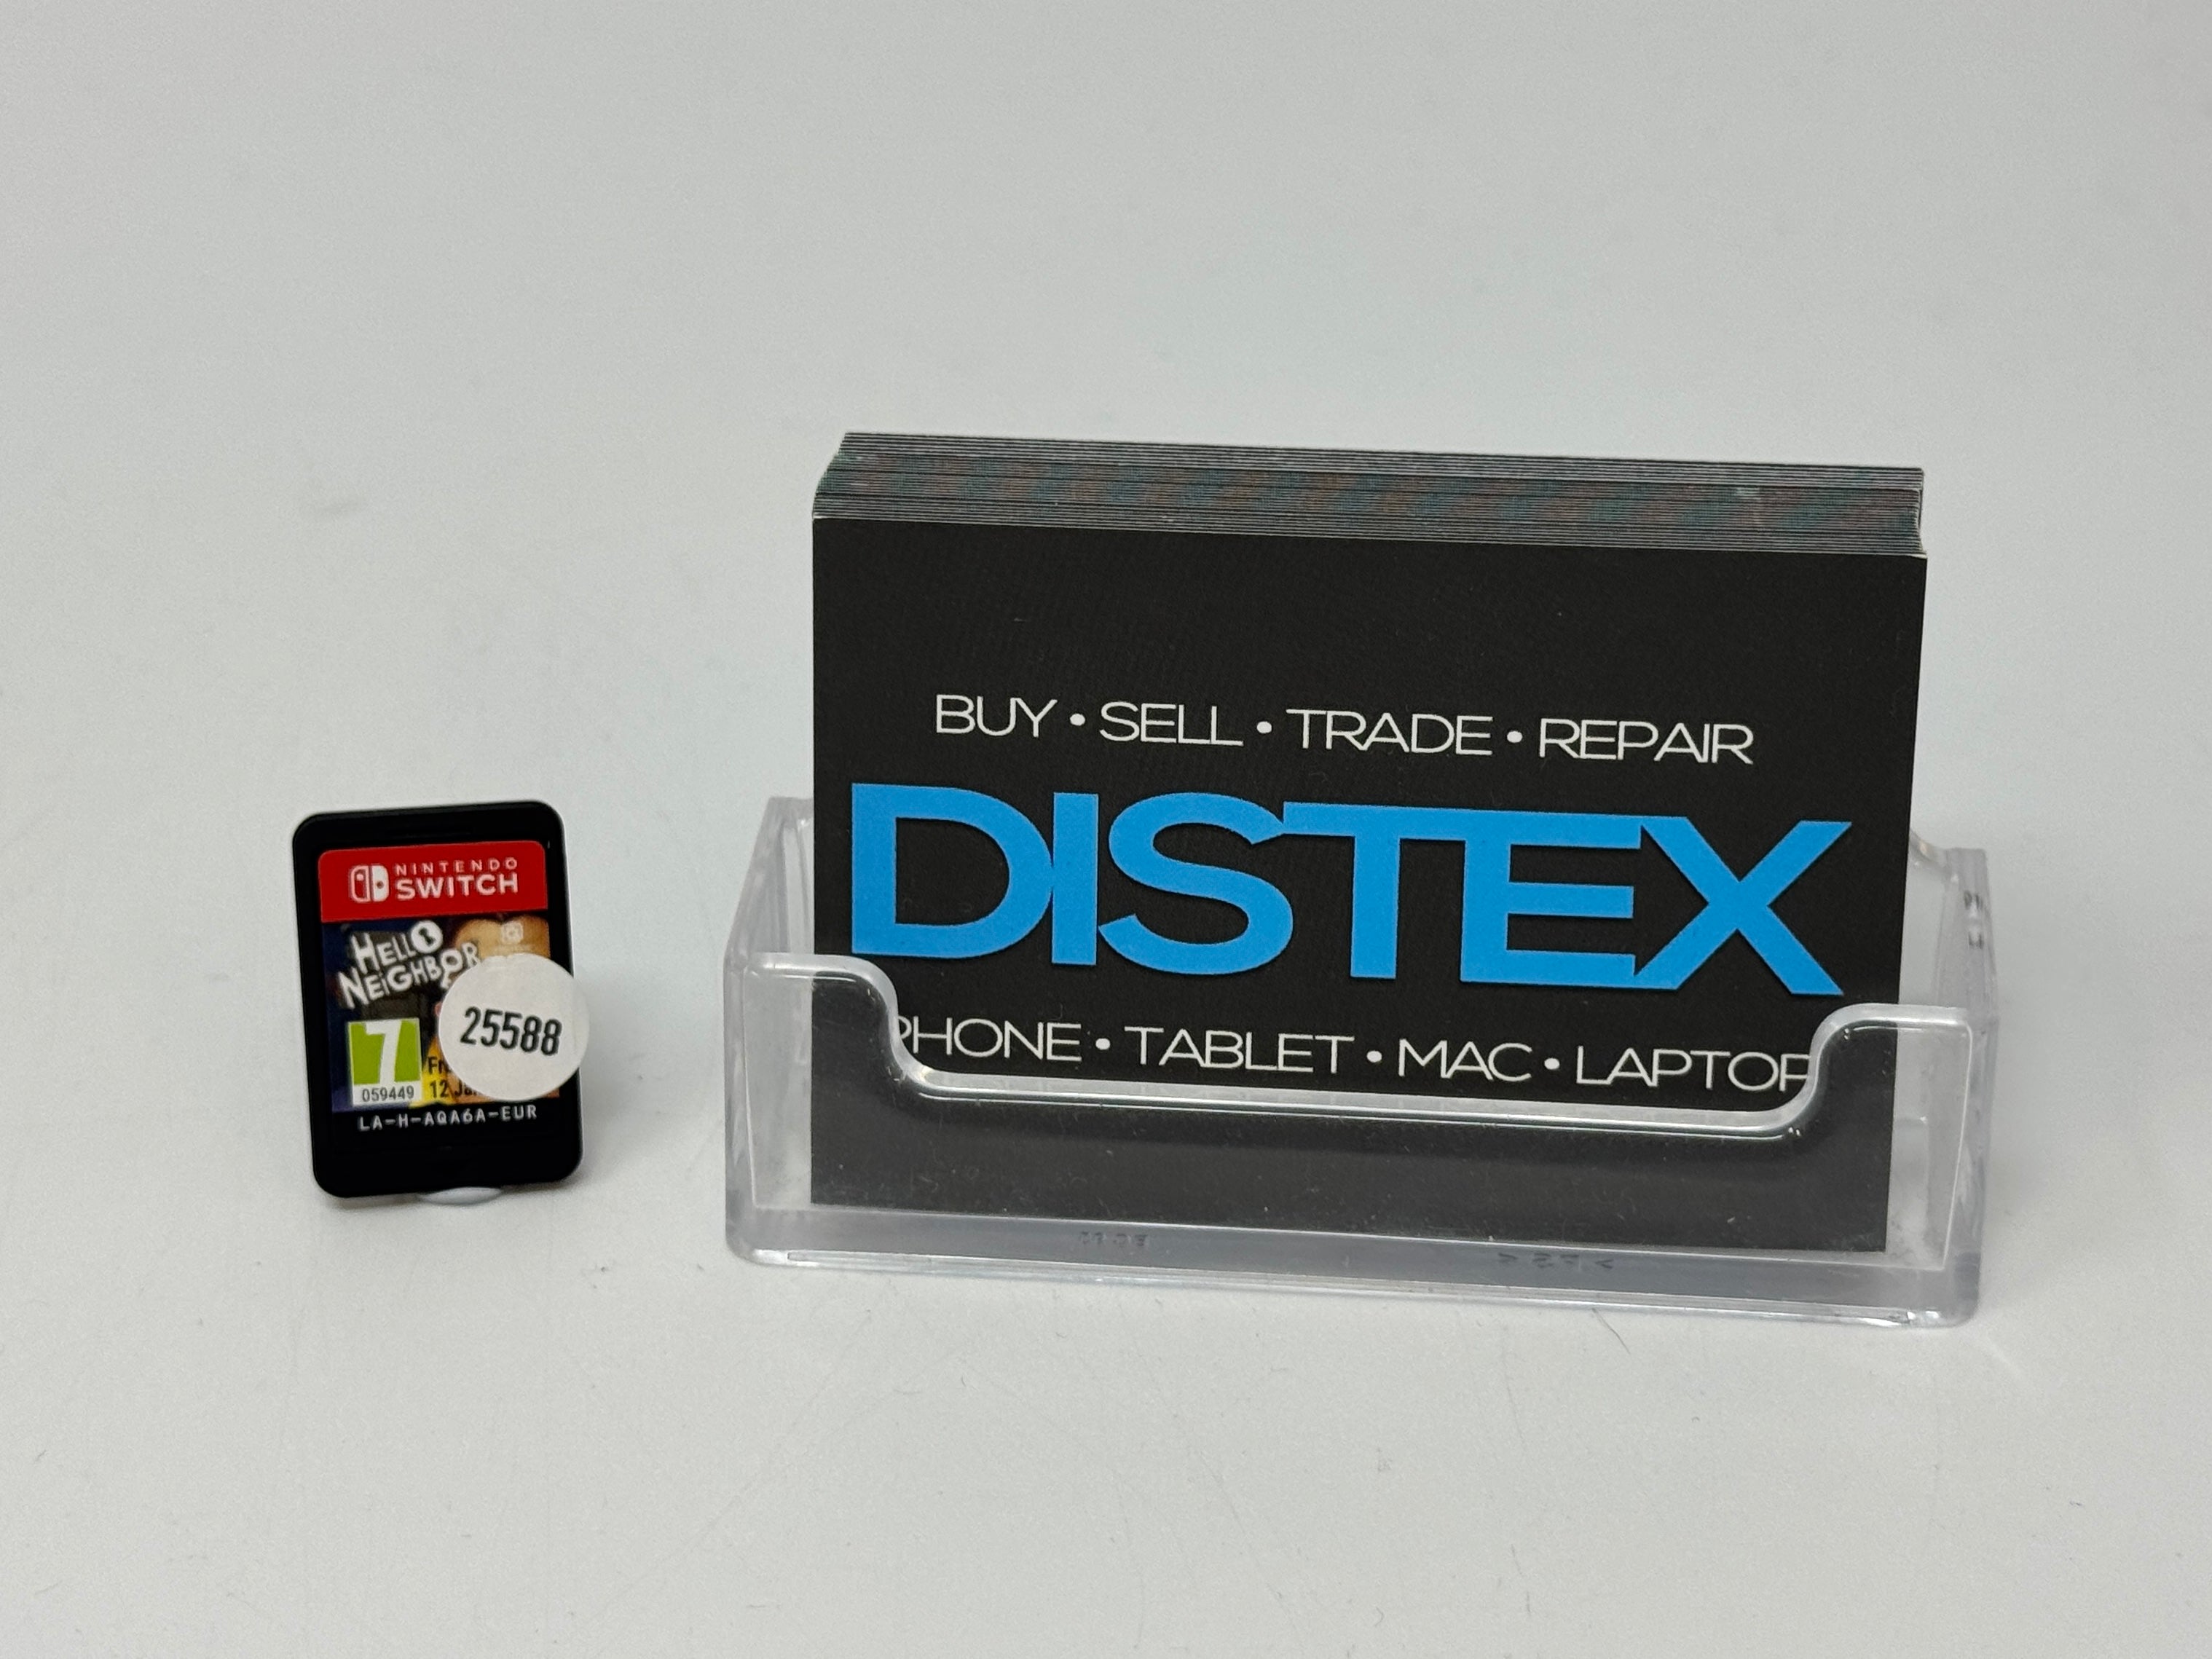 NINTENDO
SWITCH
HELLO
NEIGHBOR
25588
7
059449
12
LA-H-AQA6A-EUR
BUY • SELL • TRADE • REPAIR
DISTEX
PHONE • TABLET • MAC • LAPTOP